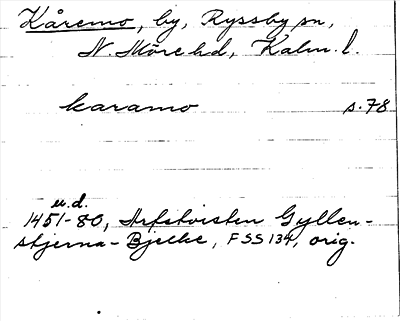 Kåremo, by, Ryssby sn,
N. Möre hd, Kalm. l.
karamo s. 78
u.d.
1451-80, Arfstvisten Gyllen-
stjerna-Bjelke, FSS 134, orig.